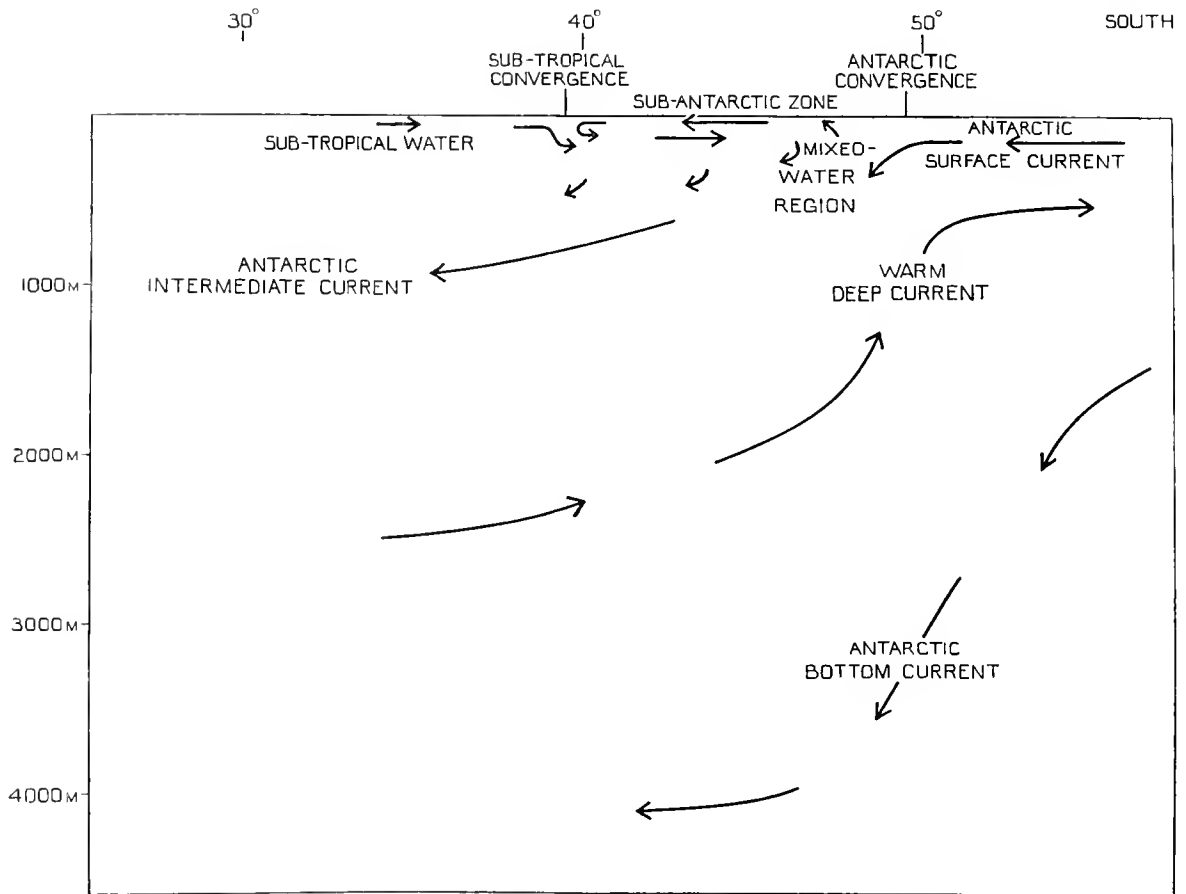 30° 40° 50° SOUTH
SUB-TROPICAL
CONVERGENCE
ANTARCTIC
CONVERGENCE
SUB-ANTARCTIC ZONE
SUB-TROPICAL WATER
MIXED-
WATER
REGION
ANTARCTIC
SURFACE CURRENT
ANTARCTIC
INTERMEDIATE CURRENT
WARM
DEEP CURRENT
1000M
2000M
3000M
ANTARCTIC
BOTTOM CURRENT
4000M